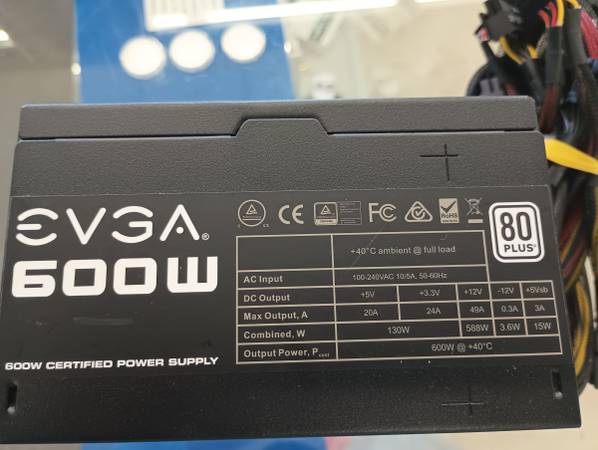 EVGA®
600W
600W CERTIFIED POWER SUPPLY
CE
FC
RoHS
80
PLUS
+40°C ambient @ full load
AC Input 100-240VAC 10/5A, 50-60Hz
DC Output +5V +3.3V +12V -12V +5Vsb
Max Output, A 20A 24A 49A 0.3A 3A
Combined, W 130W 588W 3.6W 15W
Output Power, Pcont 600W @ +40°C